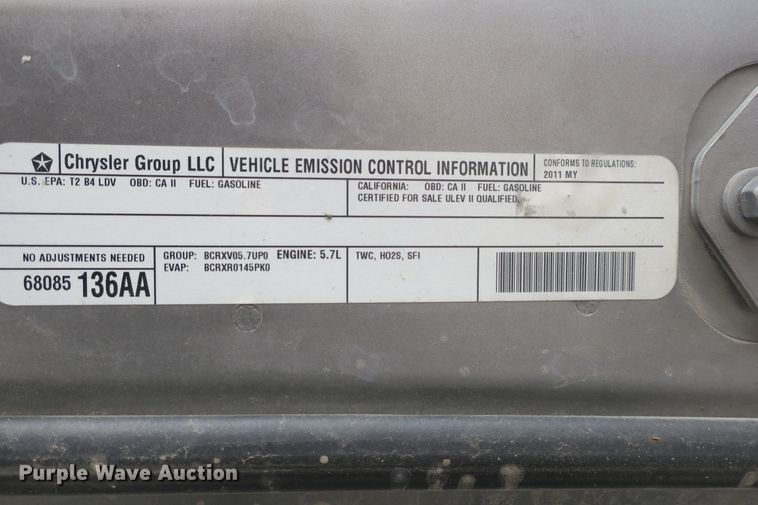 Chrysler Group LLC
VEHICLE EMISSION CONTROL INFORMATION
CONFORMS TO REGULATIONS:
2011 MY
U.S. EPA: T2 B4 LDV OBD: CA II FUEL: GASOLINE
CALIFORNIA: OBD: CA II FUEL: GASOLINE
CERTIFIED FOR SALE ULEV II QUALIFIED.
NO ADJUSTMENTS NEEDED
68085 136AA
GROUP: BCRXV05.7UP0 ENGINE: 5.7L
EVAP: BCRXR0145PK0
TWC, HO2S, SFI
Purple Wave Auction